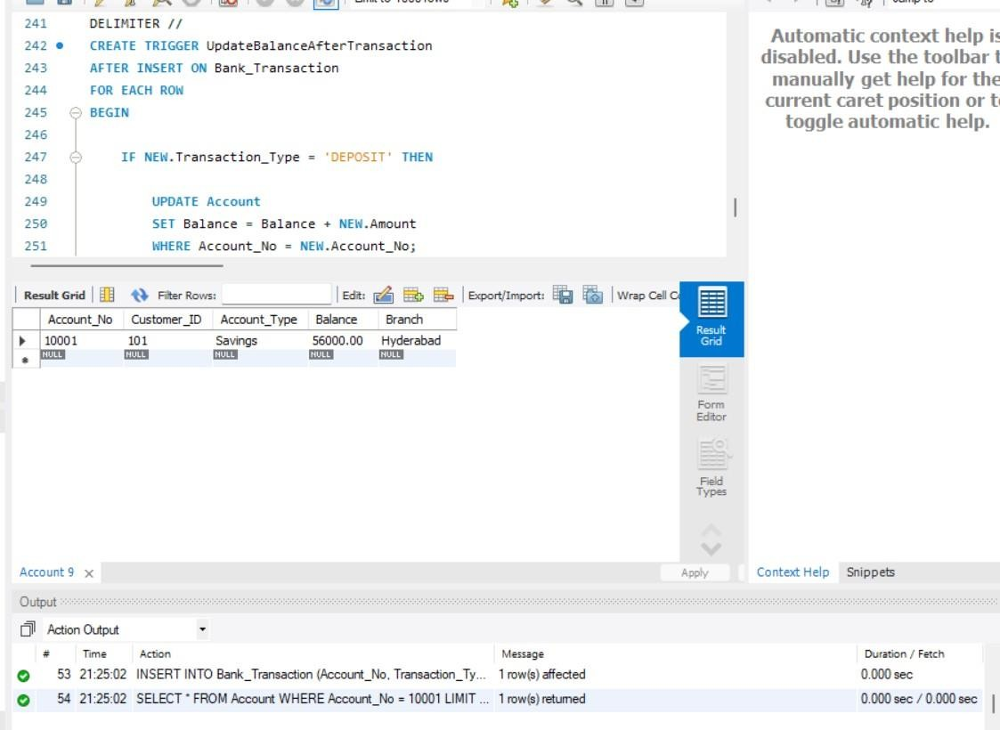 241 DELIMITER //
242 CREATE TRIGGER UpdateBalanceAfterTransaction
243 AFTER INSERT ON Bank_Transaction
244 FOR EACH ROW
245 BEGIN
246
247 IF NEW.Transaction_Type = 'DEPOSIT' THEN
248
249 UPDATE Account
250 SET Balance = Balance + NEW.Amount
251 WHERE Account_No = NEW.Account_No;
Automatic context help is
disabled. Use the toolbar t
manually get help for the
current caret position or to
toggle automatic help.
Result Grid Filter Rows: Edit: Export/Import: Wrap Cell Co
Account_No Customer_ID Account_Type Balance Branch
10001 101 Savings 56000.00 Hyderabad
NULL NULL NULL NULL NULL
Result
Grid
Form
Editor
Field
Types
Account 9
Apply
Context Help Snippets
Output
Action Output
# Time Action Message Duration / Fetch
53 21:25:02 INSERT INTO Bank_Transaction (Account_No, Transaction_Ty... 1 row(s) affected 0.000 sec
54 21:25:02 SELECT * FROM Account WHERE Account_No = 10001 LIMIT ... 1 row(s) returned 0.000 sec / 0.000 sec